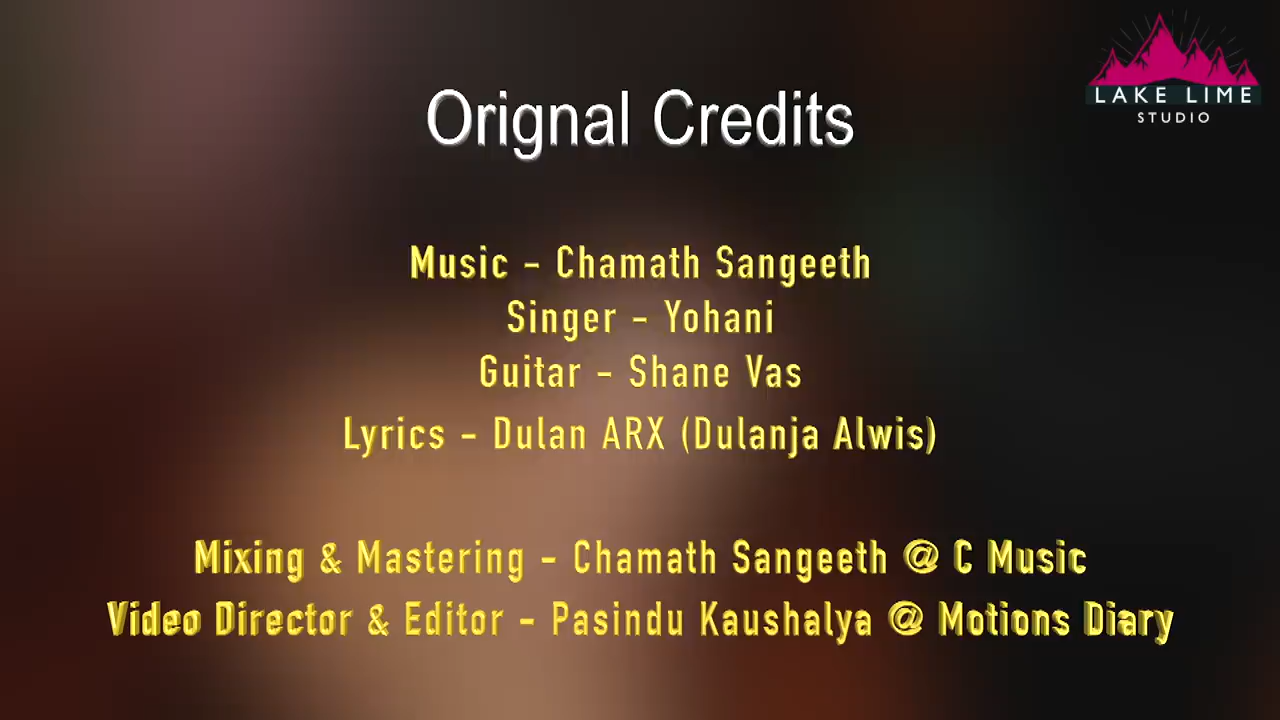 LAKE LIME
STUDIO
Orignal Credits
Music - Chamath Sangeeth
Singer - Yohani
Guitar - Shane Vas
Lyrics - Dulan ARX (Dulanja Alwis)
Mixing & Mastering - Chamath Sangeeth @ C Music
Video Director & Editor - Pasindu Kaushalya @ Motions Diary